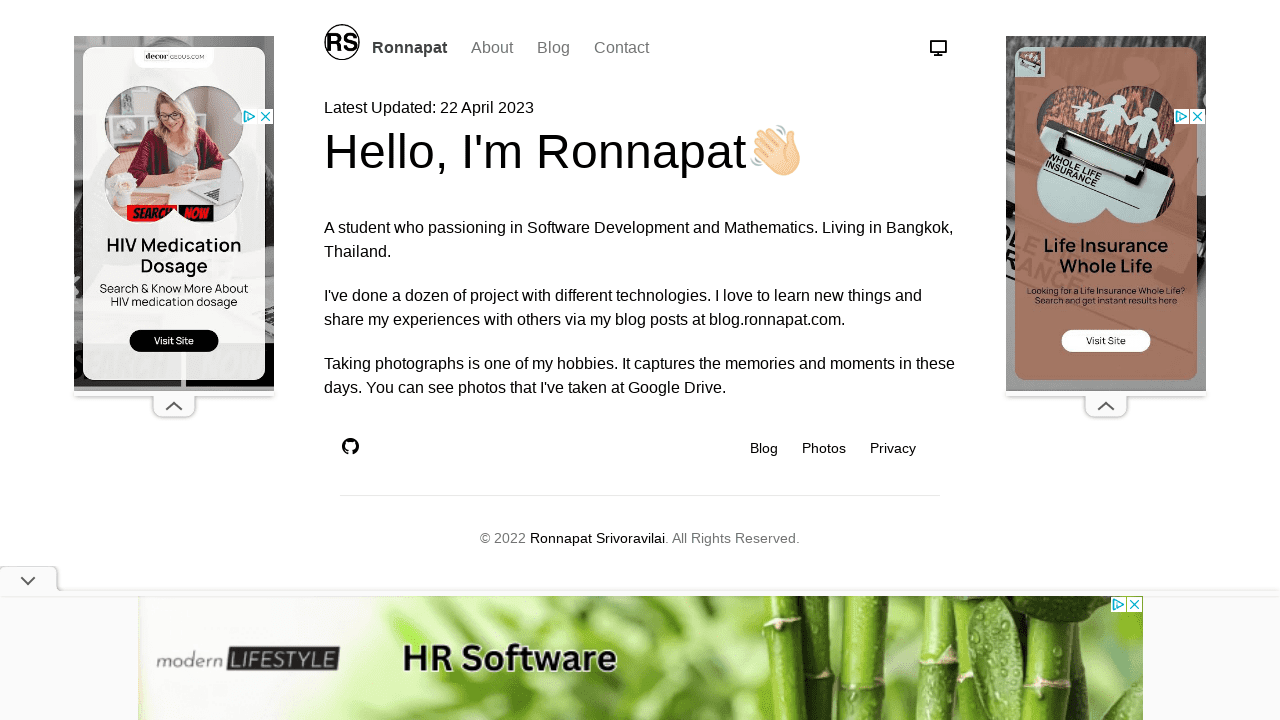 RS Ronnapat About Blog Contact
Latest Updated: 22 April 2023
Hello, I'm Ronnapat
A student who passioning in Software Development and Mathematics. Living in Bangkok,
Thailand.
I've done a dozen of project with different technologies. I love to learn new things and
share my experiences with others via my blog posts at blog.ronnapat.com.
Taking photographs is one of my hobbies. It captures the memories and moments in these
days. You can see photos that I've taken at Google Drive.
Blog Photos Privacy
© 2022 Ronnapat Srivoravilai. All Rights Reserved.
decorGEOUS.COM
SEARCH NOW
HIV Medication
Dosage
Search & Know More About
HIV medication dosage
Visit Site
WHOLE LIFE
INSURANCE
Life Insurance
Whole Life
Looking for a Life Insurance Whole Life?
Search and get instant results here
Visit Site
modern LIFESTYLE
HR Software